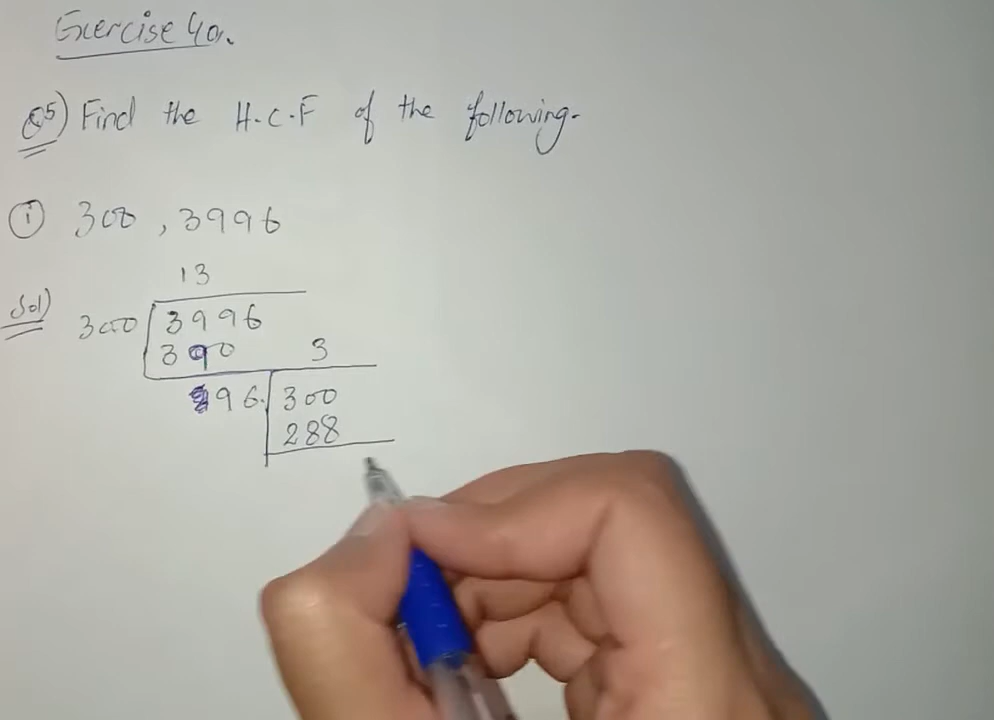 Exercise 4a.
Q5) Find the H.C.F of the following.
i 300 , 3996
Sol)
13
300 3996
390 3
96. 300
288